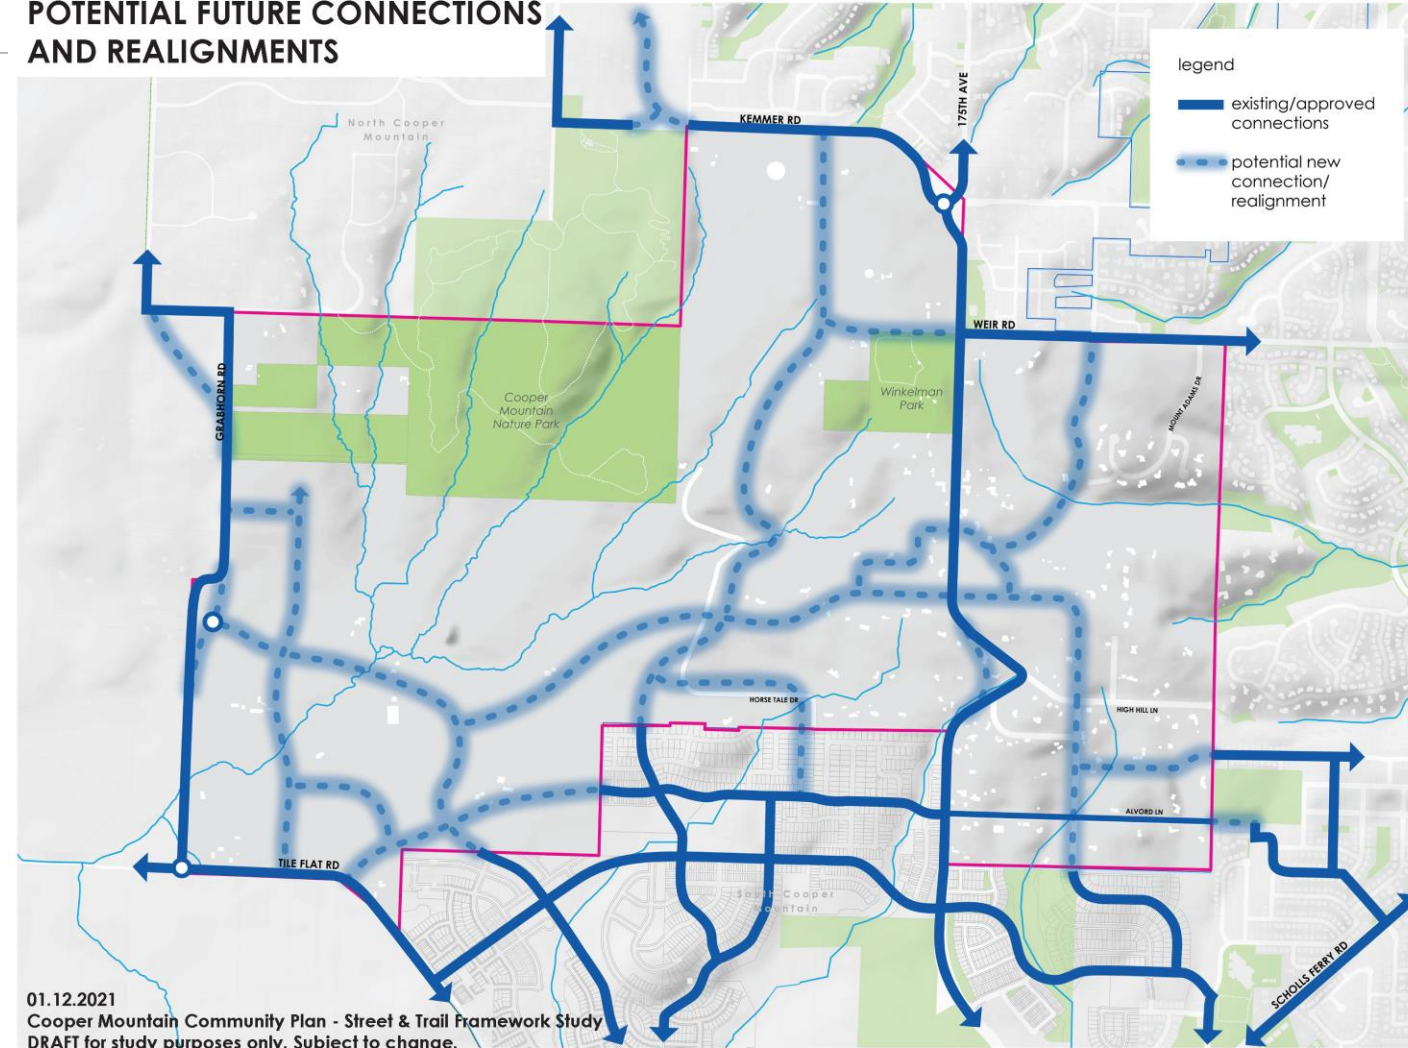 POTENTIAL FUTURE CONNECTIONS
AND REALIGNMENTS
legend
existing/approved
connections
potential new
connection/
realignment
175TH AVE
KEMMER RD
North Cooper
Mountain
WEIR RD
GRABHORN RD
MOUNT ADAMS DR
Cooper
Mountain
Nature Park
Winkelman
Park
HORSE TALE DR
HIGH HILL LN
ALVORD LN
TILE FLAT RD
South Cooper
Mountain
SCHOLLS FERRY RD
01.12.2021
Cooper Mountain Community Plan - Street & Trail Framework Study
DRAFT for study purposes only. Subject to change.